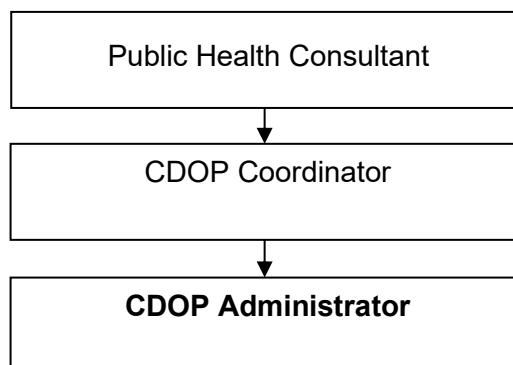 Public Health Consultant
CDOP Coordinator
CDOP Administrator